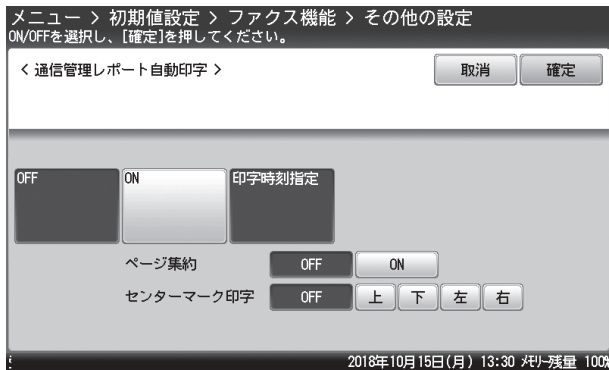 メニュー > 初期値設定 > ファクス機能 > その他の設定
ON/OFFを選択し、[確定]を押してください。
< 通信管理レポート自動印字 > 取消 確定
OFF ON 印字時刻指定
ページ集約 OFF ON
センターマーク印字 OFF 上 下 左 右
2018年10月15日(月) 13:30 メモリー残量 100%